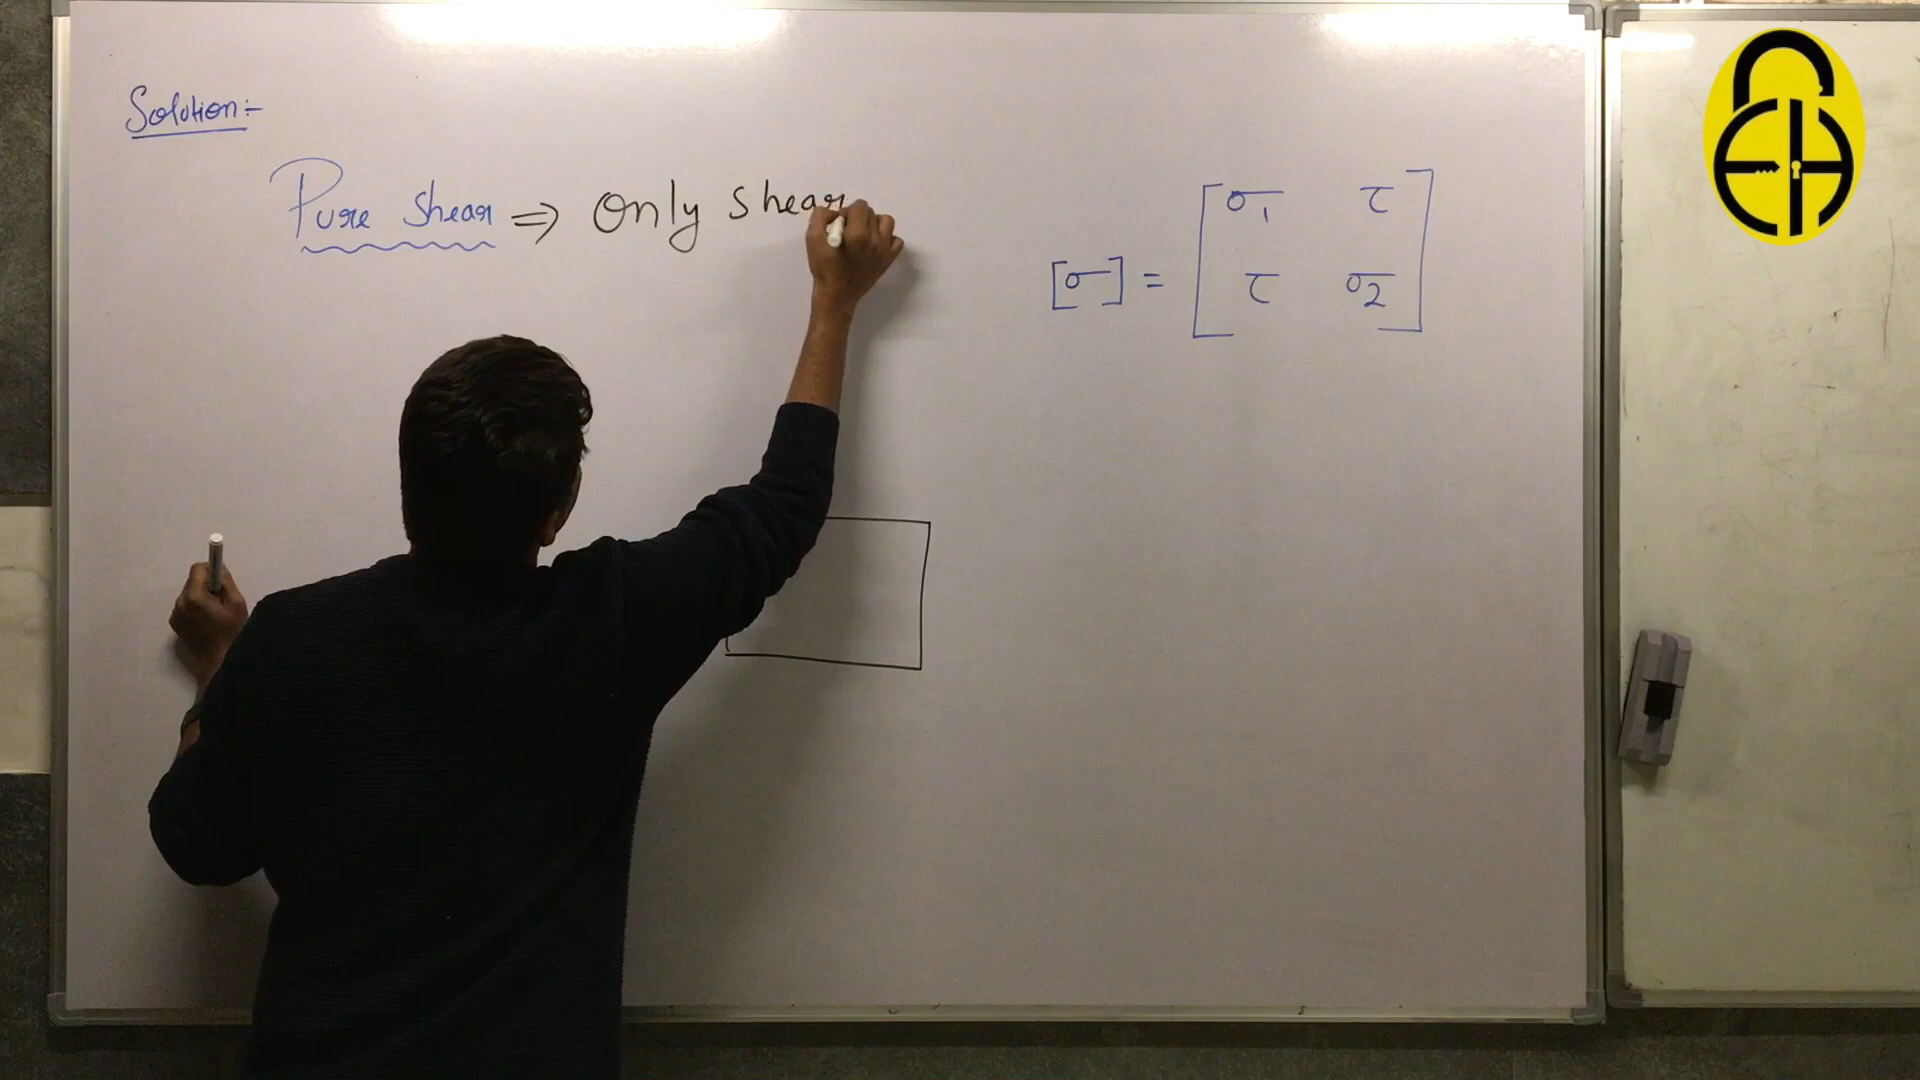 Solution:-
Pure shear => Only shear
[σ] = [σ1 τ
τ σ2]